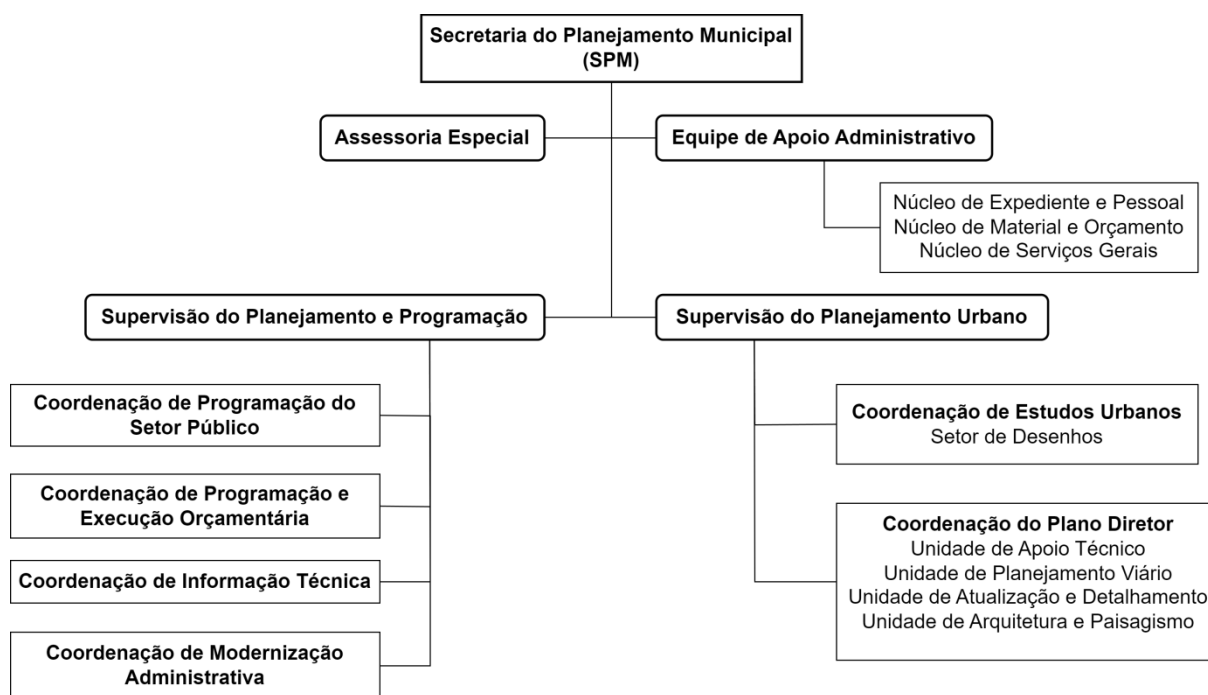 Secretaria do Planejamento Municipal
(SPM)
Assessoria Especial
Equipe de Apoio Administrativo
Núcleo de Expediente e Pessoal
Núcleo de Material e Orçamento
Núcleo de Serviços Gerais
Supervisão do Planejamento e Programação
Supervisão do Planejamento Urbano
Coordenação de Programação do
Setor Público
Coordenação de Programação e
Execução Orçamentária
Coordenação de Informação Técnica
Coordenação de Modernização
Administrativa
Coordenação de Estudos Urbanos
Setor de Desenhos
Coordenação do Plano Diretor
Unidade de Apoio Técnico
Unidade de Planejamento Viário
Unidade de Atualização e Detalhamento
Unidade de Arquitetura e Paisagismo